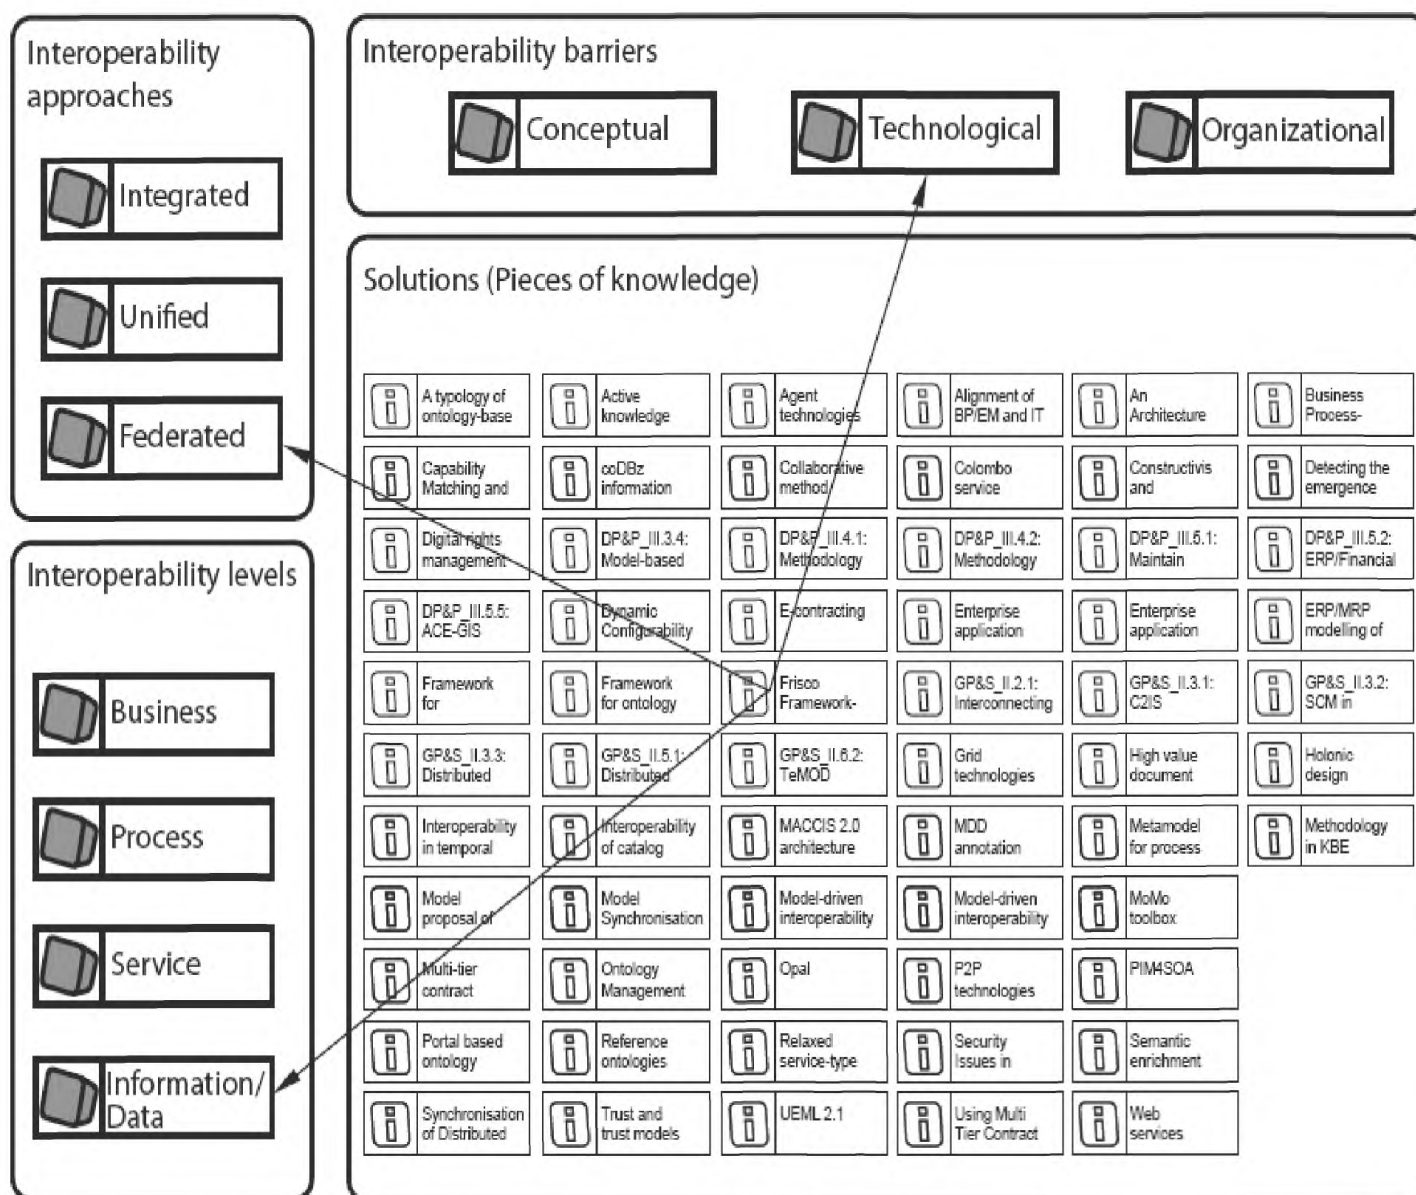 Interoperability
approaches
Integrated
Unified
Federated
Interoperability levels
Business
Process
Service
Information/
Data
Interoperability barriers
Conceptual
Technological
Organizational
Solutions (Pieces of knowledge)
A typology of
ontology-base
Active
knowledge
Agent
technologies
Alignment of
BP/EM and IT
An
Architecture
Business
Process-
Capability
Matching and
coDBz
information
Collaborative
method
Colombo
service
Constructivis
and
Detecting the
emergence
Digital rights
management
DP&P_III.3.4:
Model-based
DP&P_III.4.1:
Methodology
DP&P_III.4.2:
Methodology
DP&P_III.5.1:
Maintain
DP&P_III.5.2:
ERP/Financial
DP&P_III.5.5:
ACE-GIS
Dynamic
Configurability
E-contracting
Enterprise
application
Enterprise
application
ERP/MRP
modelling of
Framework
for
Framework
for ontology
Frisco
Framework-
GP&S_II.2.1:
Interconnecting
GP&S_II.3.1:
C2IS
GP&S_II.3.2:
SCM in
GP&S_II.3.3:
Distributed
GP&S_II.5.1:
Distributed
GP&S_II.6.2:
TeMOD
Grid
technologies
High value
document
Holonic
design
Interoperability
in temporal
Interoperability
of catalog
MACCIS 2.0
architecture
MDD
annotation
Metamodel
for process
Methodology
in KBE
Model
proposal of
Model
Synchronisation
Model-driven
interoperability
Model-driven
interoperability
MoMo
toolbox
Multi-tier
contract
Ontology
Management
Opal
P2P
technologies
PIM4SOA
Portal based
ontology
Reference
ontologies
Relaxed
service-type
Security
Issues in
Semantic
enrichment
Synchronisation
of Distributed
Trust and
trust models
UEML 2.1
Using Multi
Tier Contract
Web
services